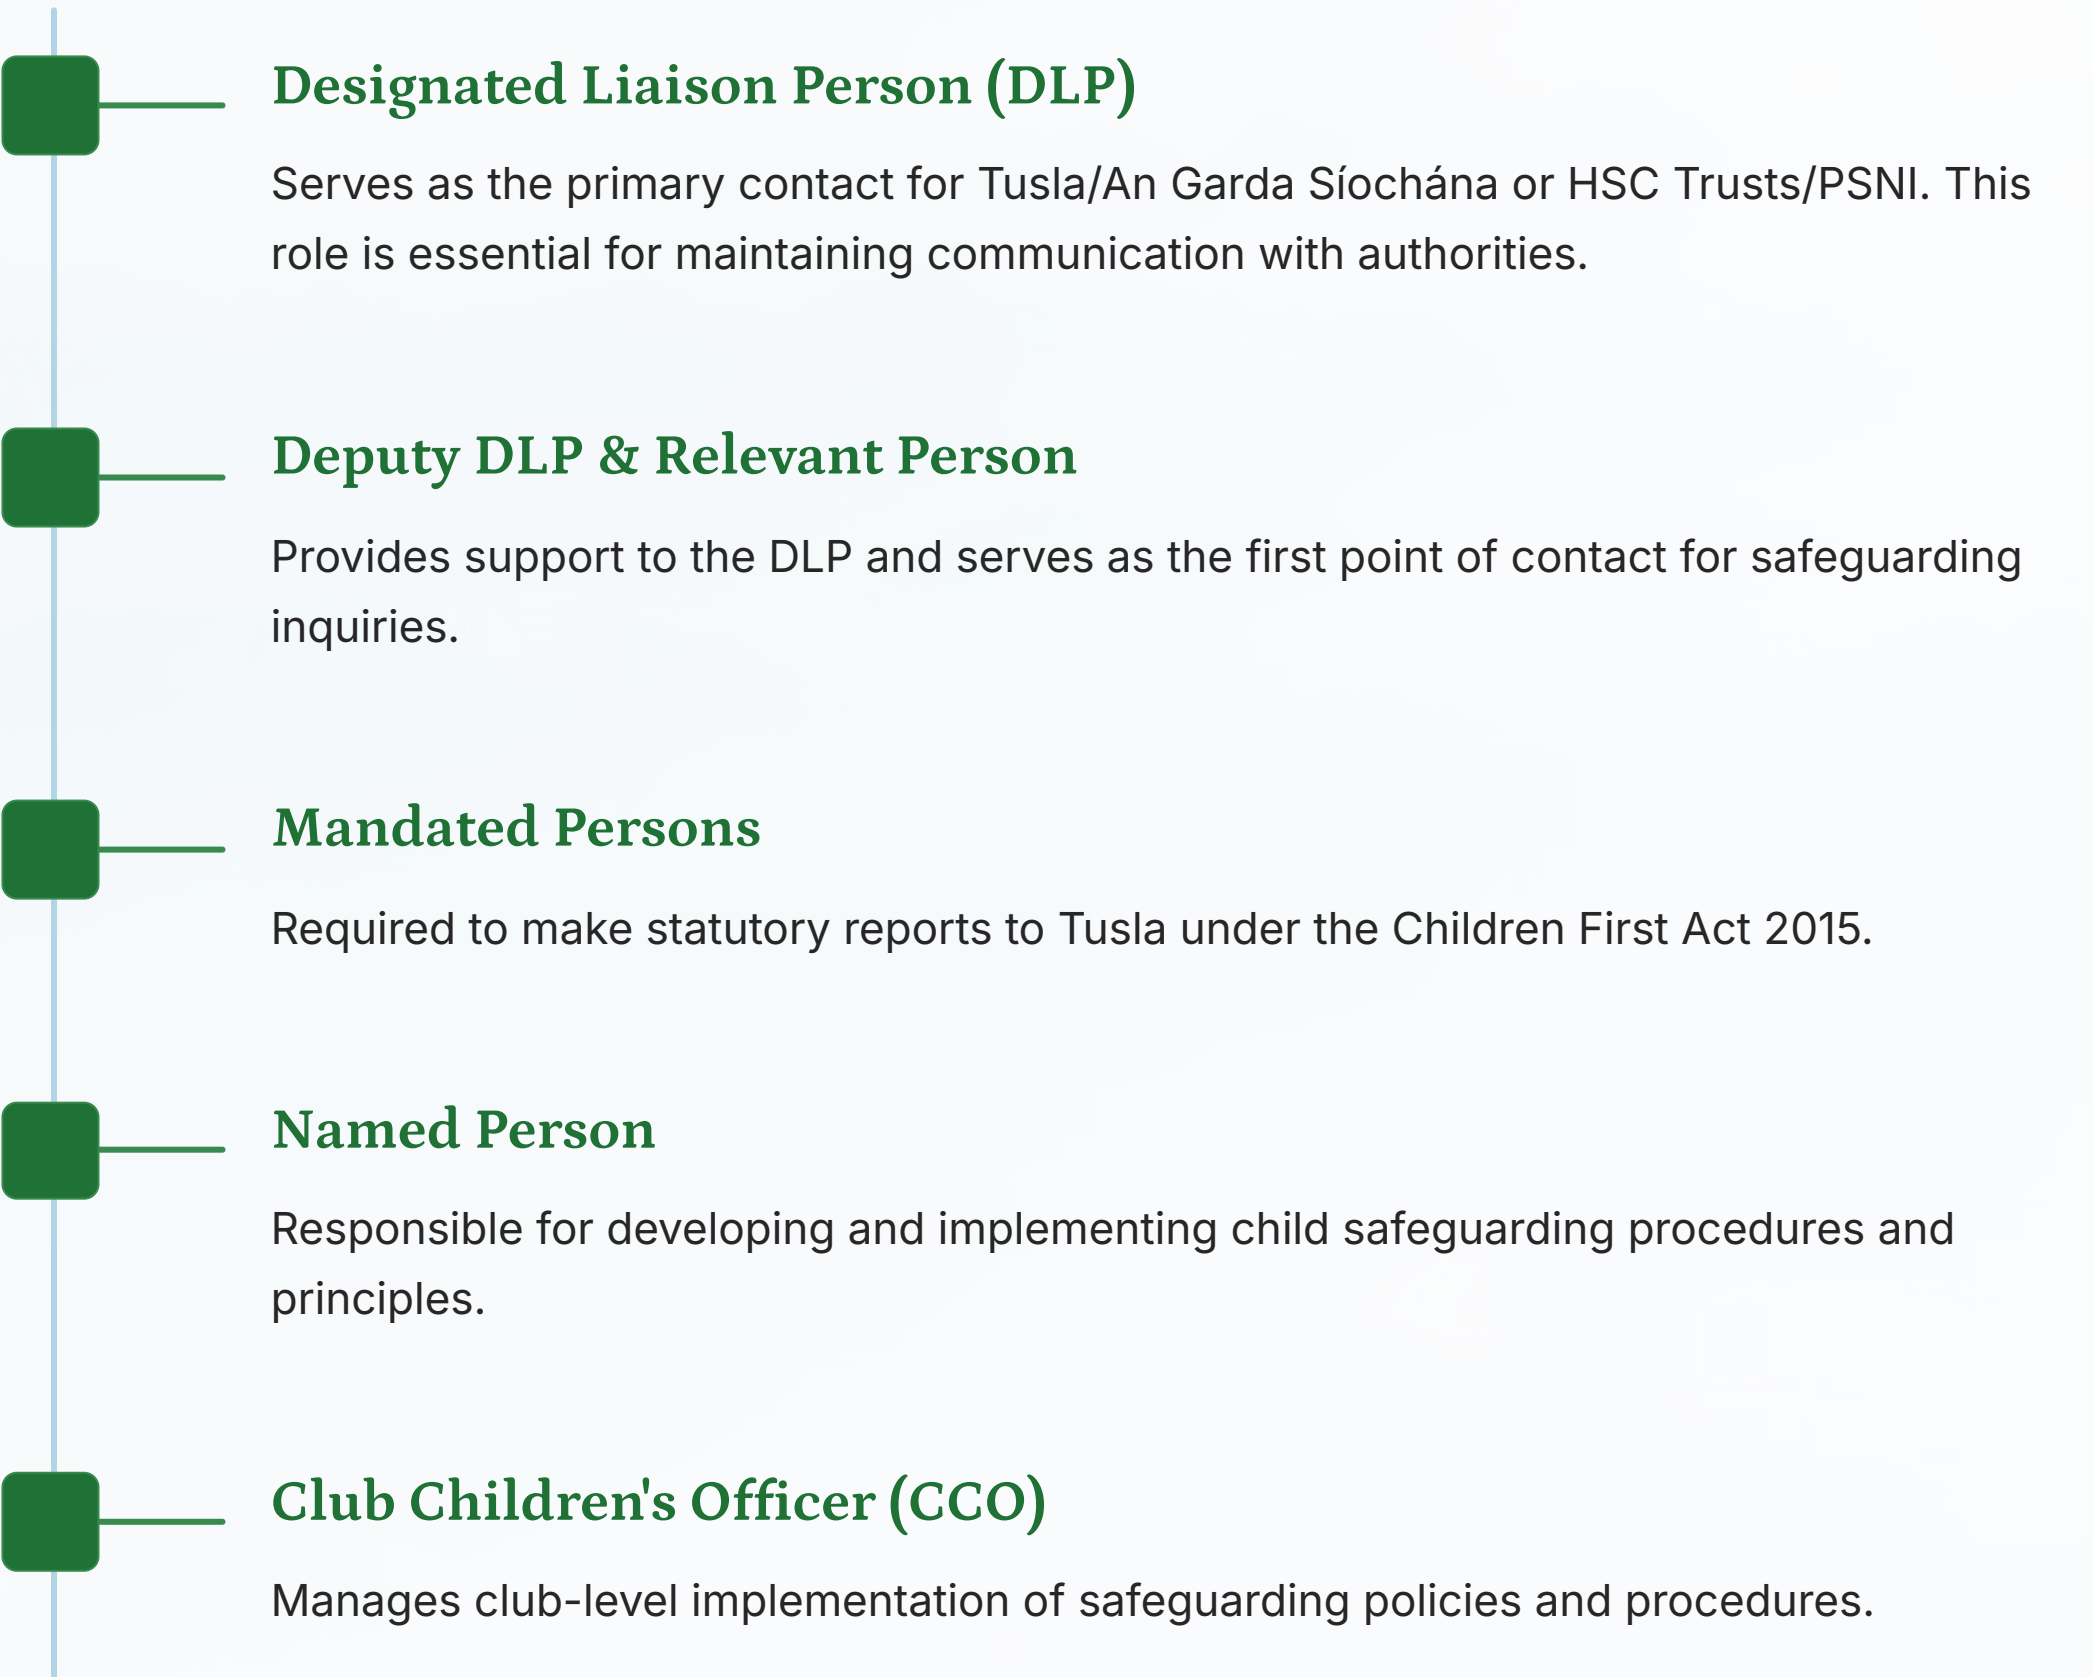 Designated Liaison Person (DLP)
Serves as the primary contact for Tusla/An Garda Síochána or HSC Trusts/PSNI. This
role is essential for maintaining communication with authorities.
Deputy DLP & Relevant Person
Provides support to the DLP and serves as the first point of contact for safeguarding
inquiries.
Mandated Persons
Required to make statutory reports to Tusla under the Children First Act 2015.
Named Person
Responsible for developing and implementing child safeguarding procedures and
principles.
Club Children's Officer (CCO)
Manages club-level implementation of safeguarding policies and procedures.